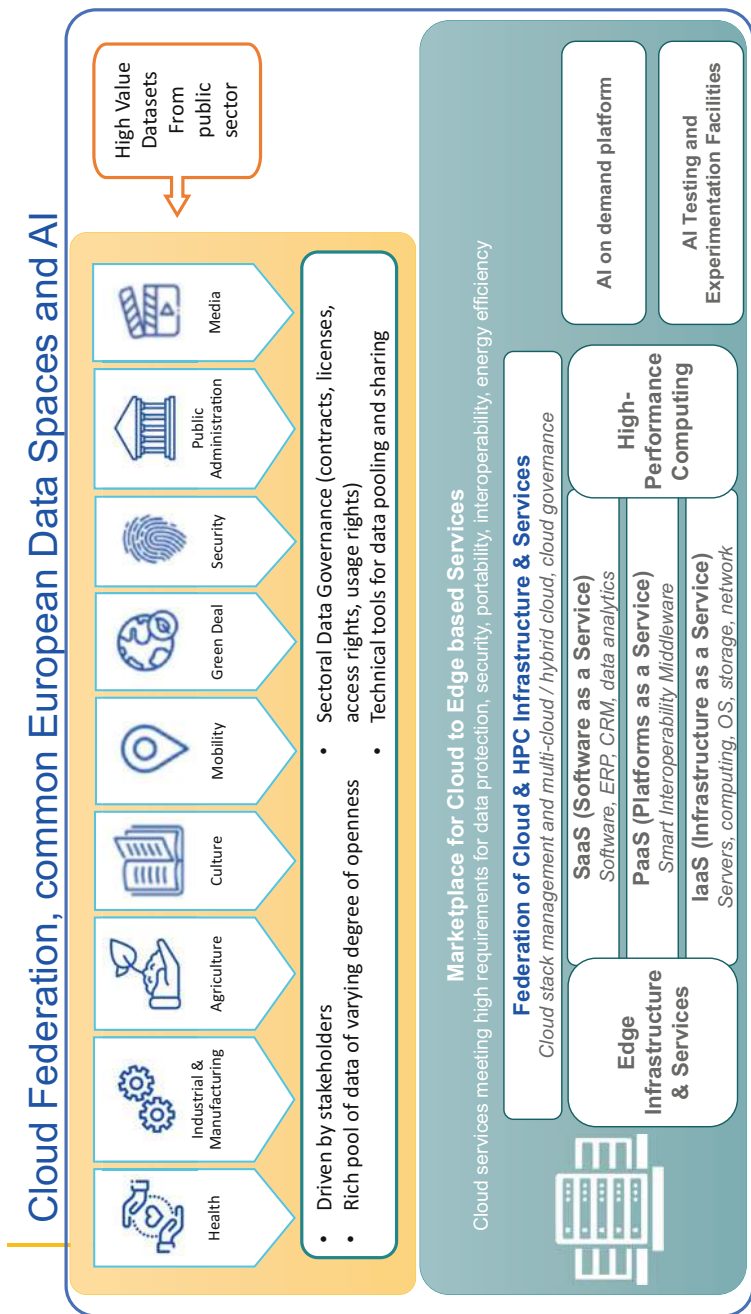 Cloud Federation, common European Data Spaces and AI
High Value
Datasets
From
public
sector
Health
Industrial &
Manufacturing
Agriculture
Culture
Mobility
Green Deal
Security
Public
Administration
Media
• Driven by stakeholders
• Rich pool of data of varying degree of openness
• Sectoral Data Governance (contracts, licenses,
access rights, usage rights)
• Technical tools for data pooling and sharing
Marketplace for Cloud to Edge based Services
Cloud services meeting high requirements for data protection, security, portability, interoperability, energy efficiency
Federation of Cloud & HPC Infrastructure & Services
Cloud stack management and multi-cloud / hybrid cloud, cloud governance
Edge
Infrastructure
& Services
SaaS (Software as a Service)
Software, ERP, CRM, data analytics
PaaS (Platforms as a Service)
Smart Interoperability Middleware
IaaS (Infrastructure as a Service)
Servers, computing, OS, storage, network
High-
Performance
Computing
AI on demand platform
AI Testing and
Experimentation Facilities